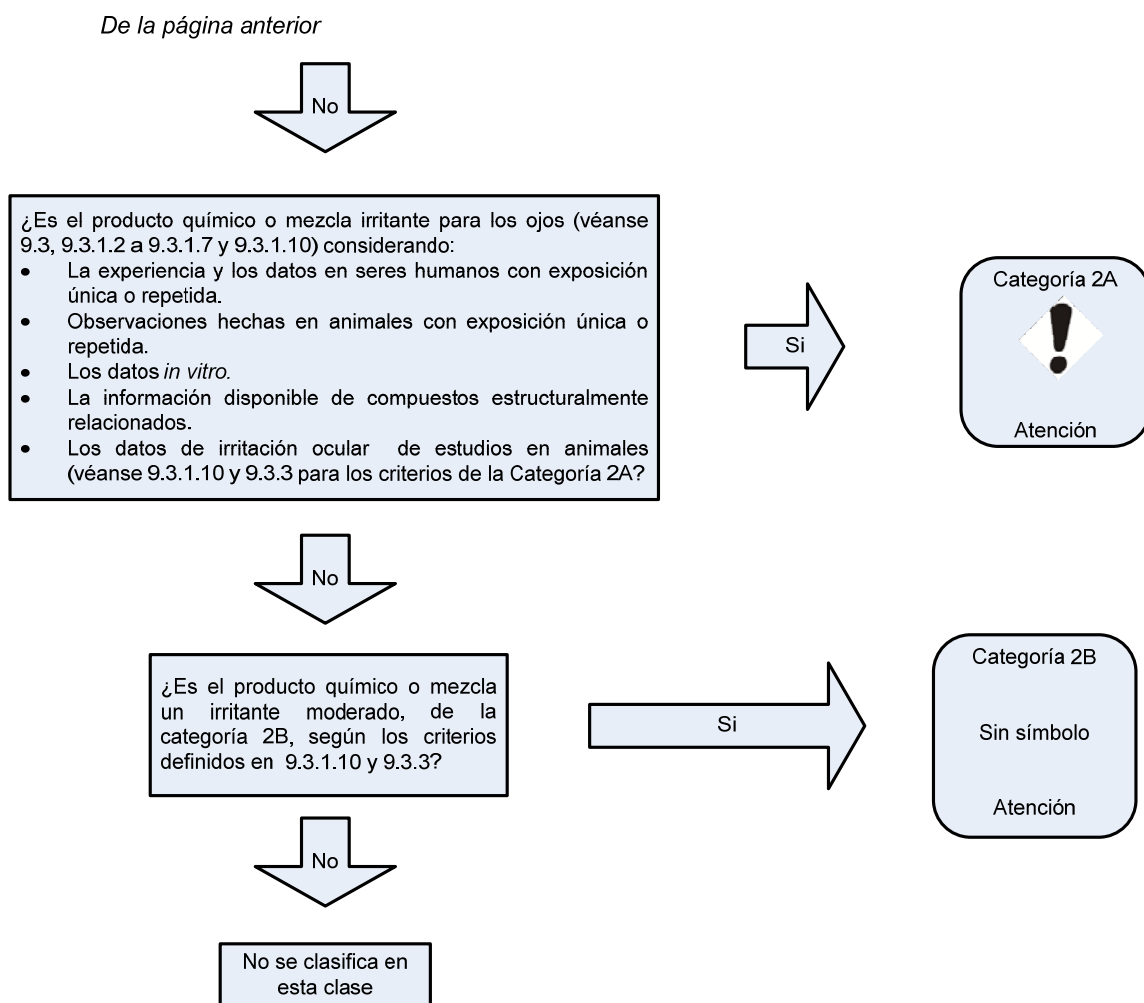 De la página anterior
No
¿Es el producto químico o mezcla irritante para los ojos (véanse
9.3, 9.3.1.2 a 9.3.1.7 y 9.3.1.10) considerando:
• La experiencia y los datos en seres humanos con exposición
única o repetida.
• Observaciones hechas en animales con exposición única o
repetida.
• Los datos in vitro.
• La información disponible de compuestos estructuralmente
relacionados.
• Los datos de irritación ocular de estudios en animales
(véanse 9.3.1.10 y 9.3.3 para los criterios de la Categoría 2A?
Si
Categoría 2A
Atención
No
¿Es el producto químico o mezcla
un irritante moderado, de la
categoría 2B, según los criterios
definidos en 9.3.1.10 y 9.3.3?
Si
Categoría 2B
Sin símbolo
Atención
No
No se clasifica en
esta clase